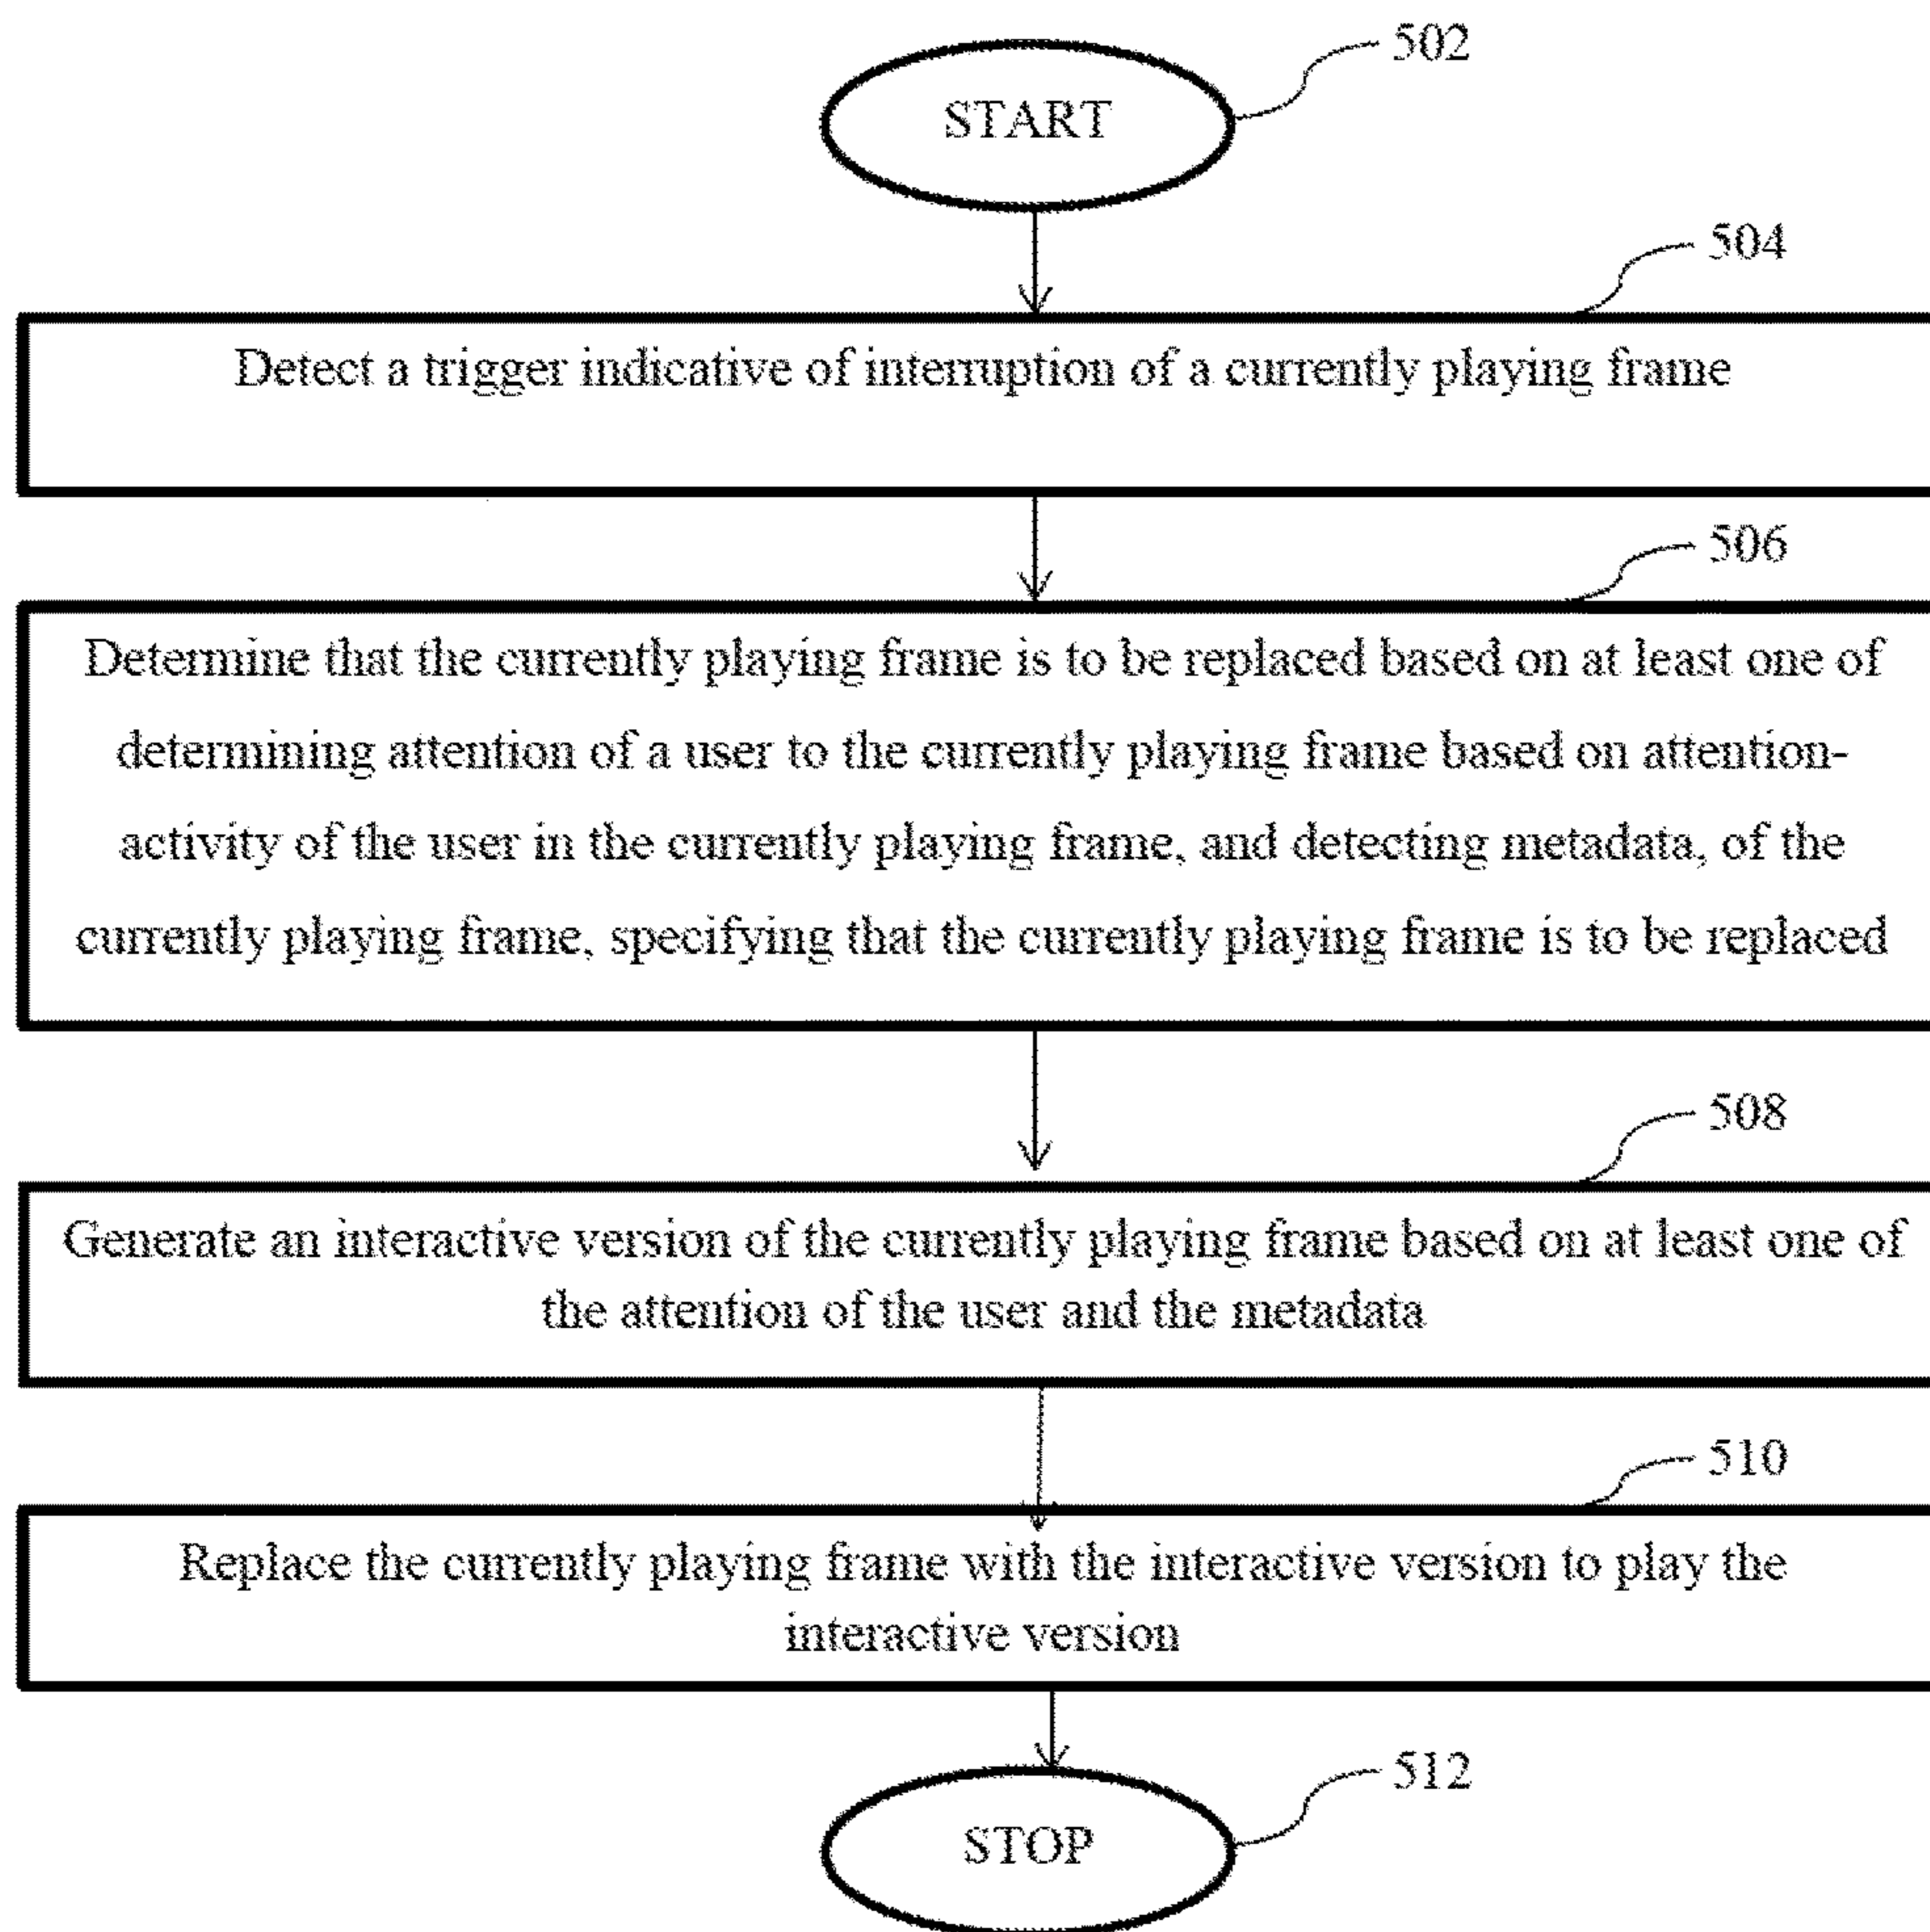 502
START
504
Detect a trigger indicative of interruption of a currently playing frame
506
Determine that the currently playing frame is to be replaced based on at least one of
determining attention of a user to the currently playing frame based on attention-
activity of the user in the currently playing frame, and detecting metadata, of the
currently playing frame, specifying that the currently playing frame is to be replaced
508
Generate an interactive version of the currently playing frame based on at least one of
the attention of the user and the metadata
510
Replace the currently playing frame with the interactive version to play the
interactive version
512
STOP